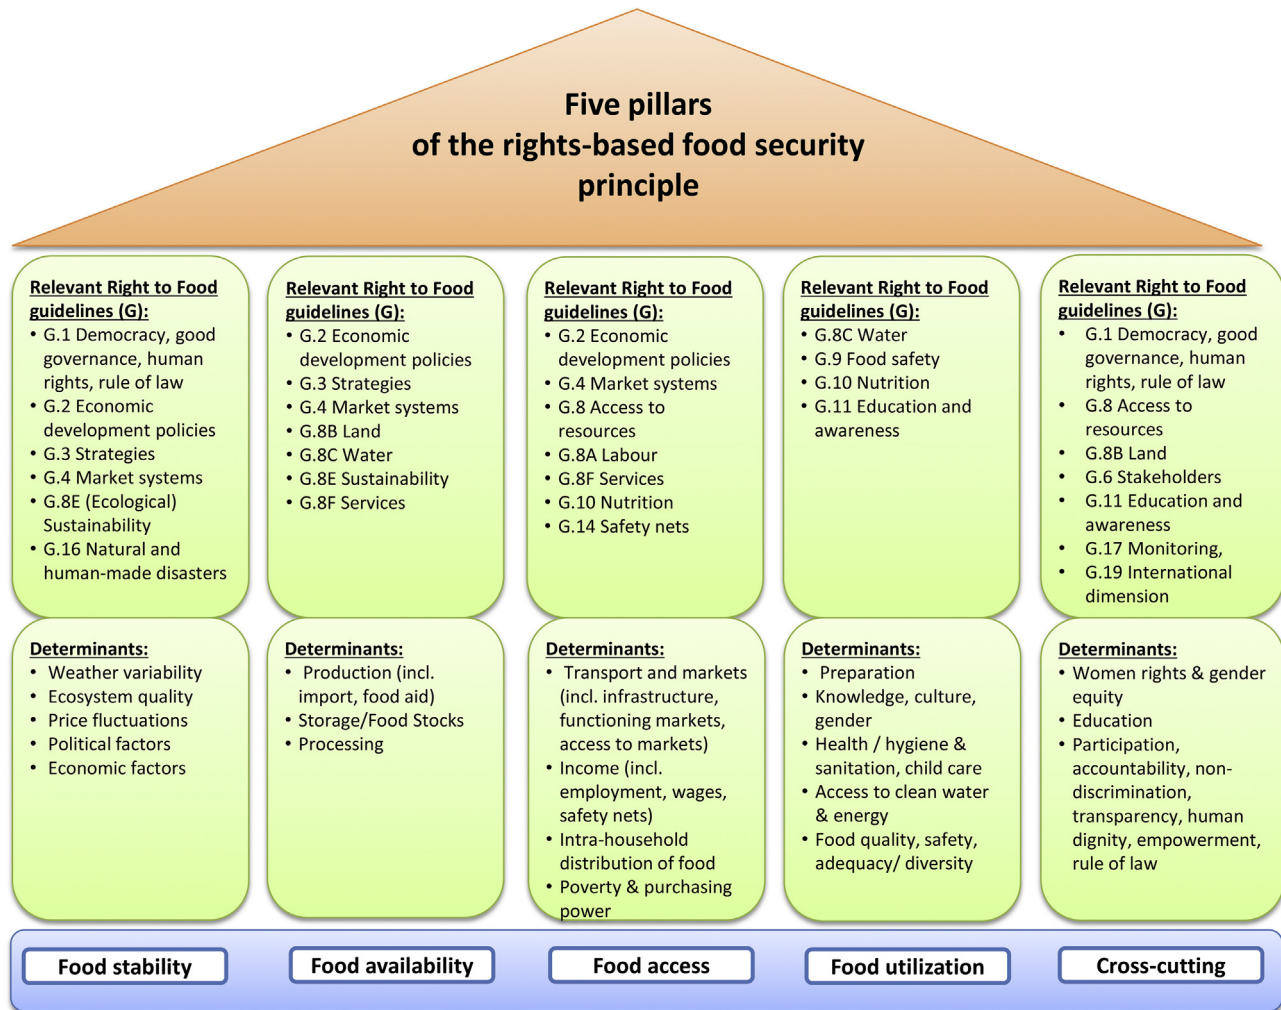 Five pillars
of the rights-based food security
principle
Relevant Right to Food
guidelines (G):
• G.1 Democracy, good
governance, human
rights, rule of law
• G.2 Economic
development policies
• G.3 Strategies
• G.4 Market systems
• G.8E (Ecological)
Sustainability
• G.16 Natural and
human-made disasters
Relevant Right to Food
guidelines (G):
• G.2 Economic
development policies
• G.3 Strategies
• G.4 Market systems
• G.8B Land
• G.8C Water
• G.8E Sustainability
• G.8F Services
Relevant Right to Food
guidelines (G):
• G.2 Economic
development policies
• G.4 Market systems
• G.8 Access to
resources
• G.8A Labour
• G.8F Services
• G.10 Nutrition
• G.14 Safety nets
Relevant Right to Food
guidelines (G):
• G.8C Water
• G.9 Food safety
• G.10 Nutrition
• G.11 Education and
awareness
Relevant Right to Food
guidelines (G):
• G.1 Democracy, good
governance, human
rights, rule of law
• G.8 Access to
resources
• G.8B Land
• G.6 Stakeholders
• G.11 Education and
awareness
• G.17 Monitoring,
• G.19 International
dimension
Determinants:
• Weather variability
• Ecosystem quality
• Price fluctuations
• Political factors
• Economic factors
Determinants:
• Production (incl.
import, food aid)
• Storage/Food Stocks
• Processing
Determinants:
• Transport and markets
(incl. infrastructure,
functioning markets,
access to markets)
• Income (incl.
employment, wages,
safety nets)
• Intra-household
distribution of food
• Poverty & purchasing
power
Determinants:
• Preparation
• Knowledge, culture,
gender
• Health / hygiene &
sanitation, child care
• Access to clean water
& energy
• Food quality, safety,
adequacy/ diversity
Determinants:
• Women rights & gender
equity
• Education
• Participation,
accountability, non-
discrimination,
transparency, human
dignity, empowerment,
rule of law
Food stability
Food availability
Food access
Food utilization
Cross-cutting